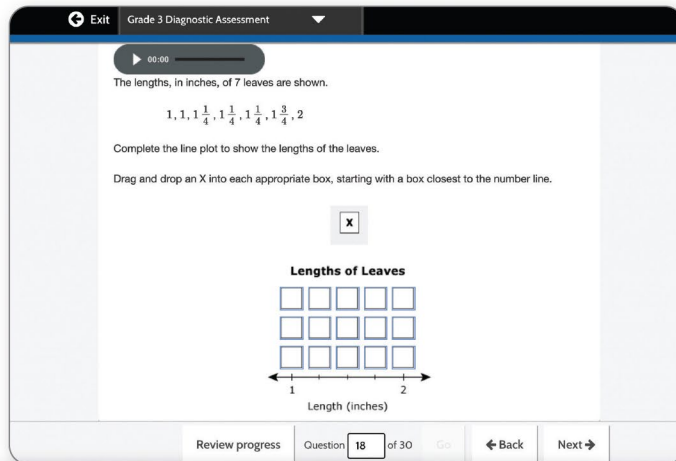 Exit Grade 3 Diagnostic Assessment
00:00
The lengths, in inches, of 7 leaves are shown.
1, 1, 1 1/4, 1 1/4, 1 1/4, 1 3/4, 2
Complete the line plot to show the lengths of the leaves.
Drag and drop an X into each appropriate box, starting with a box closest to the number line.
X
Lengths of Leaves
1 2
Length (inches)
Review progress Question 18 of 30 Go Back Next